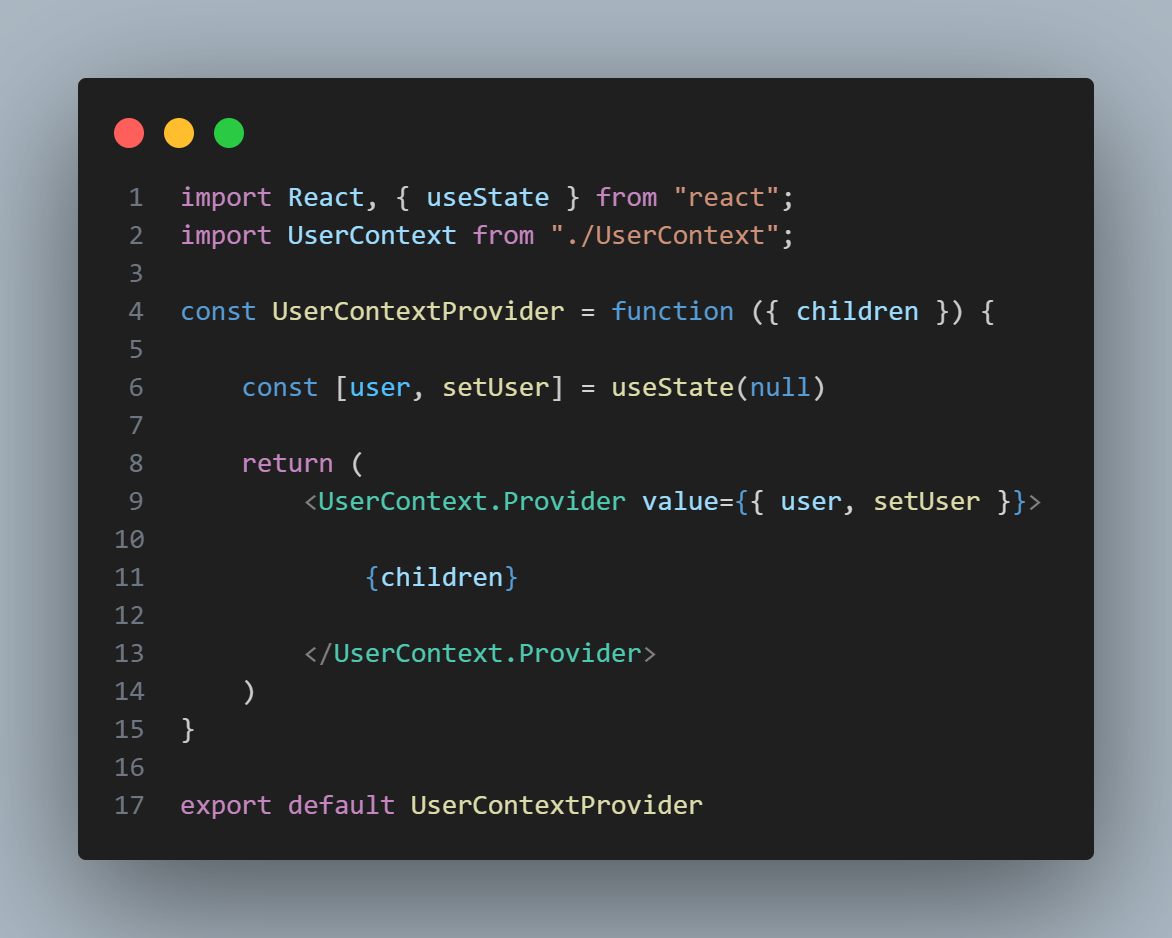 1 import React, { useState } from "react";
2 import UserContext from "./UserContext";
3
4 const UserContextProvider = function ({ children }) {
5
6     const [user, setUser] = useState(null)
7
8     return (
9         <UserContext.Provider value={{ user, setUser }}>
10
11             {children}
12
13         </UserContext.Provider>
14     )
15 }
16
17 export default UserContextProvider